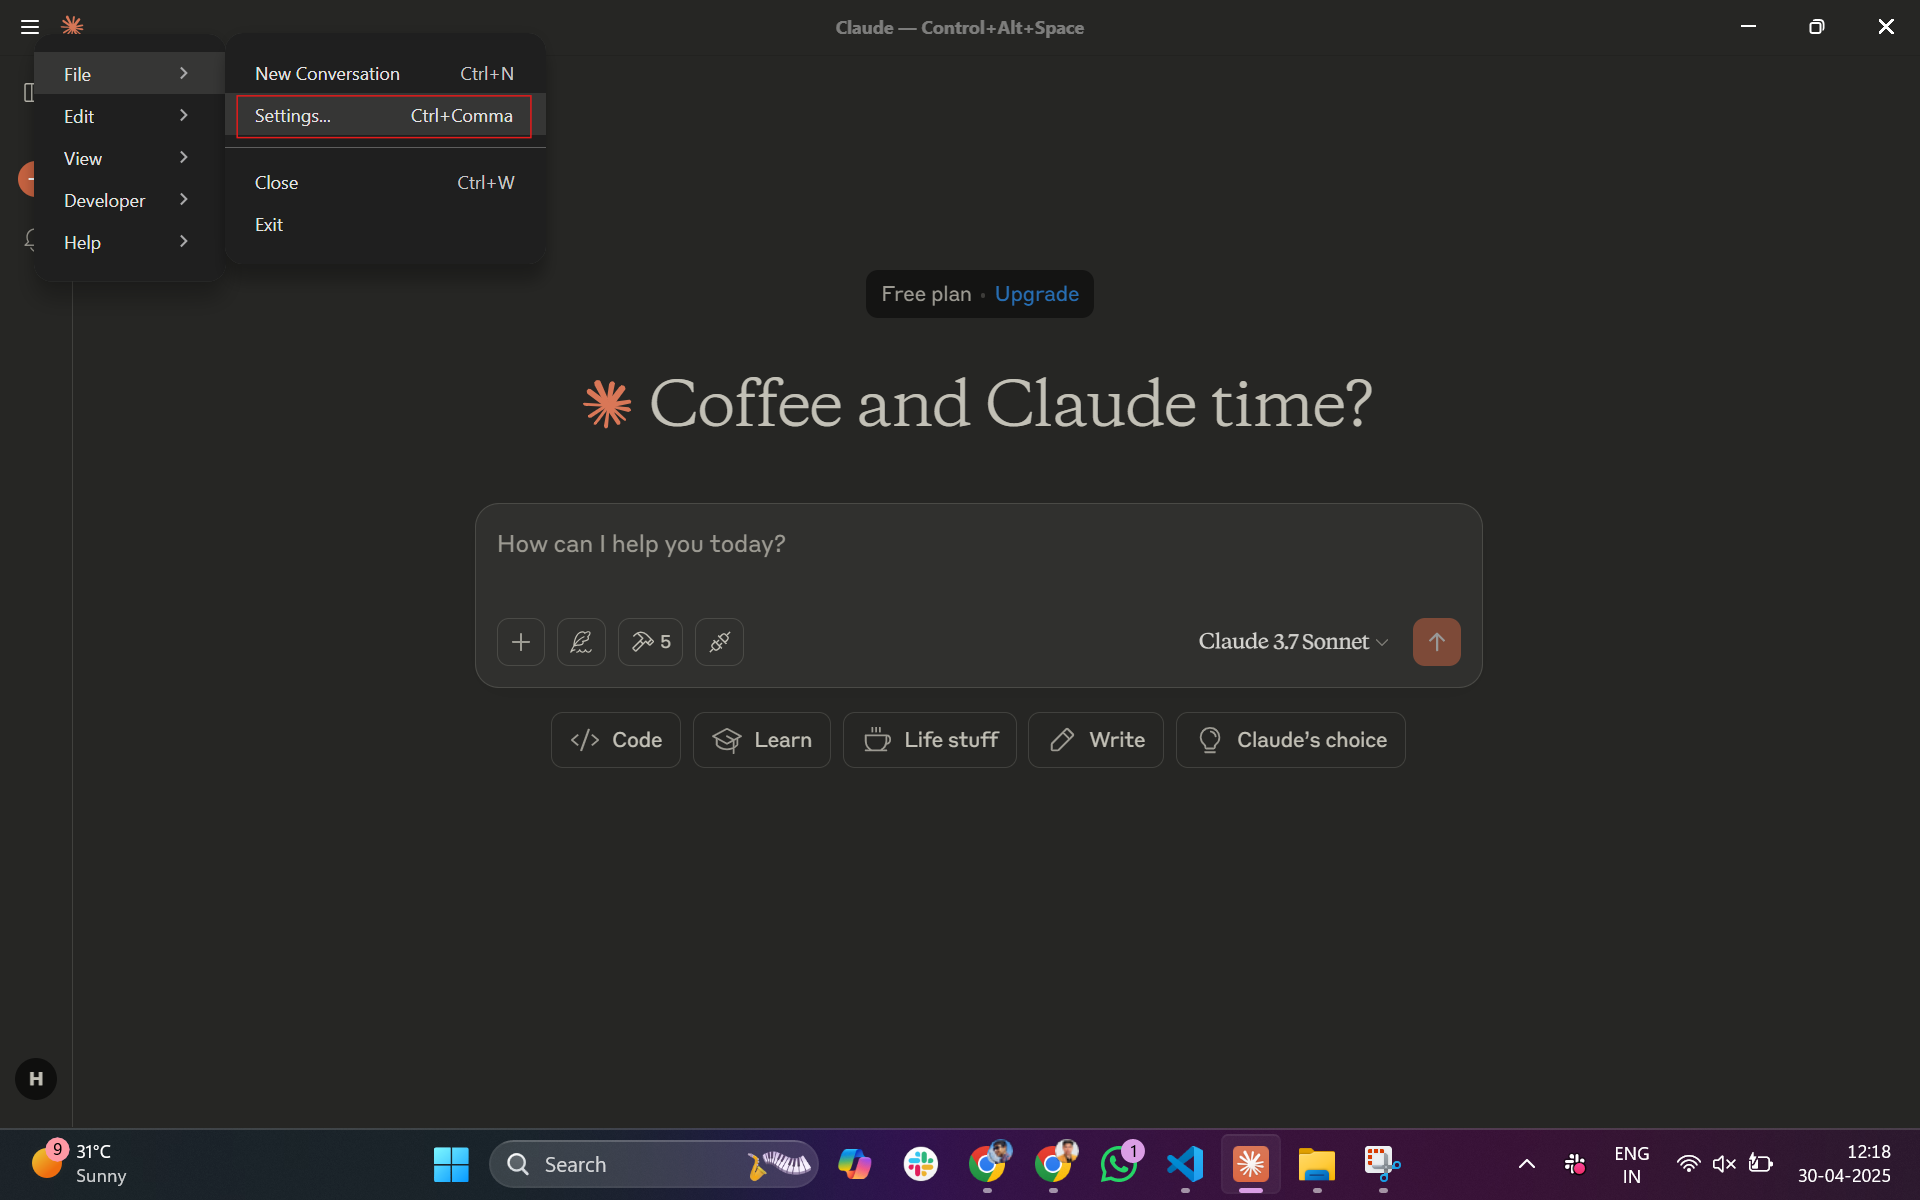 Claude — Control+Alt+Space
File
Edit
View
Developer
Help
New Conversation Ctrl+N
Settings... Ctrl+Comma
Close Ctrl+W
Exit
Free plan · Upgrade
Coffee and Claude time?
How can I help you today?
5
Claude 3.7 Sonnet
Code
Learn
Life stuff
Write
Claude's choice
H
9
31°C
Sunny
Search
1
ENG
IN
12:18
30-04-2025